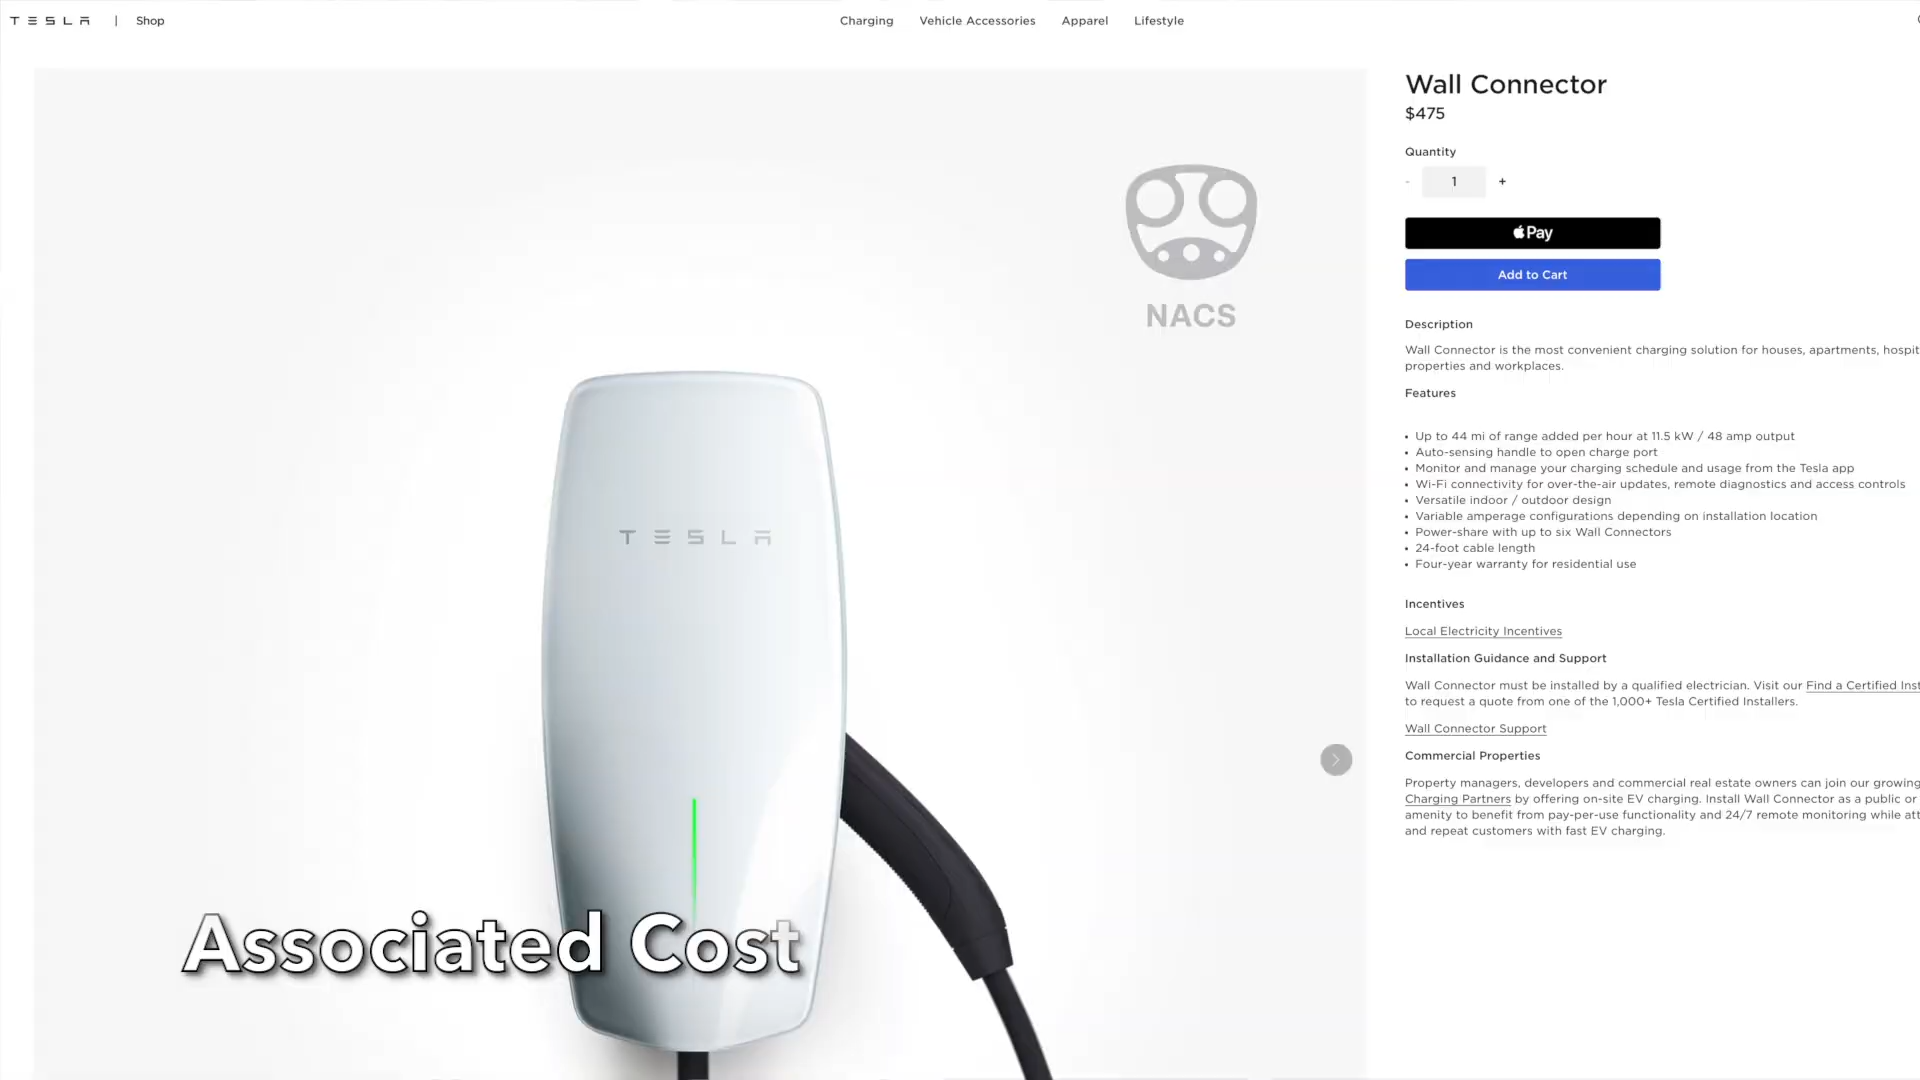 TESLA | Shop
Charging Vehicle Accessories Apparel Lifestyle
Wall Connector
$475
Quantity
- 1 +
Pay
Add to Cart
NACS
Description
Wall Connector is the most convenient charging solution for houses, apartments, hospit
properties and workplaces.
Features
• Up to 44 mi of range added per hour at 11.5 kW / 48 amp output
• Auto-sensing handle to open charge port
• Monitor and manage your charging schedule and usage from the Tesla app
• Wi-Fi connectivity for over-the-air updates, remote diagnostics and access controls
• Versatile indoor / outdoor design
• Variable amperage configurations depending on installation location
• Power-share with up to six Wall Connectors
• 24-foot cable length
• Four-year warranty for residential use
TESLA
Incentives
Local Electricity Incentives
Installation Guidance and Support
Wall Connector must be installed by a qualified electrician. Visit our Find a Certified Inst
to request a quote from one of the 1,000+ Tesla Certified Installers.
Wall Connector Support
Commercial Properties
Property managers, developers and commercial real estate owners can join our growing
Charging Partners by offering on-site EV charging. Install Wall Connector as a public or
amenity to benefit from pay-per-use functionality and 24/7 remote monitoring while att
and repeat customers with fast EV charging.
Associated Cost